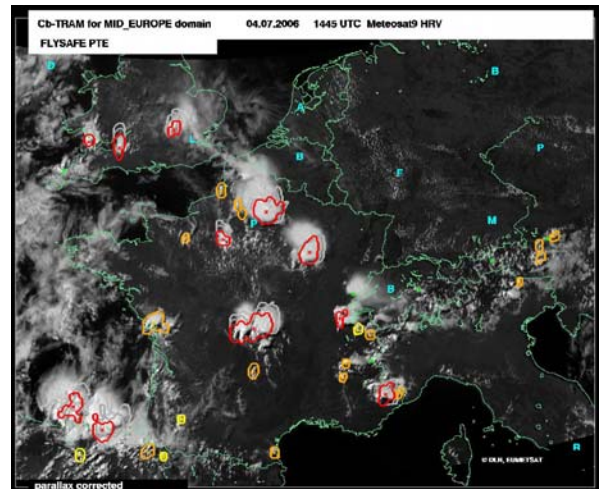 Cb-TRAM for MID_EUROPE domain 04.07.2006 1445 UTC Meteosat9 HRV
FLYSAFE PTE
D
B
A
L
B
F
P
P
M
B
R
© DLR, EUMETSAT
parallax corrected